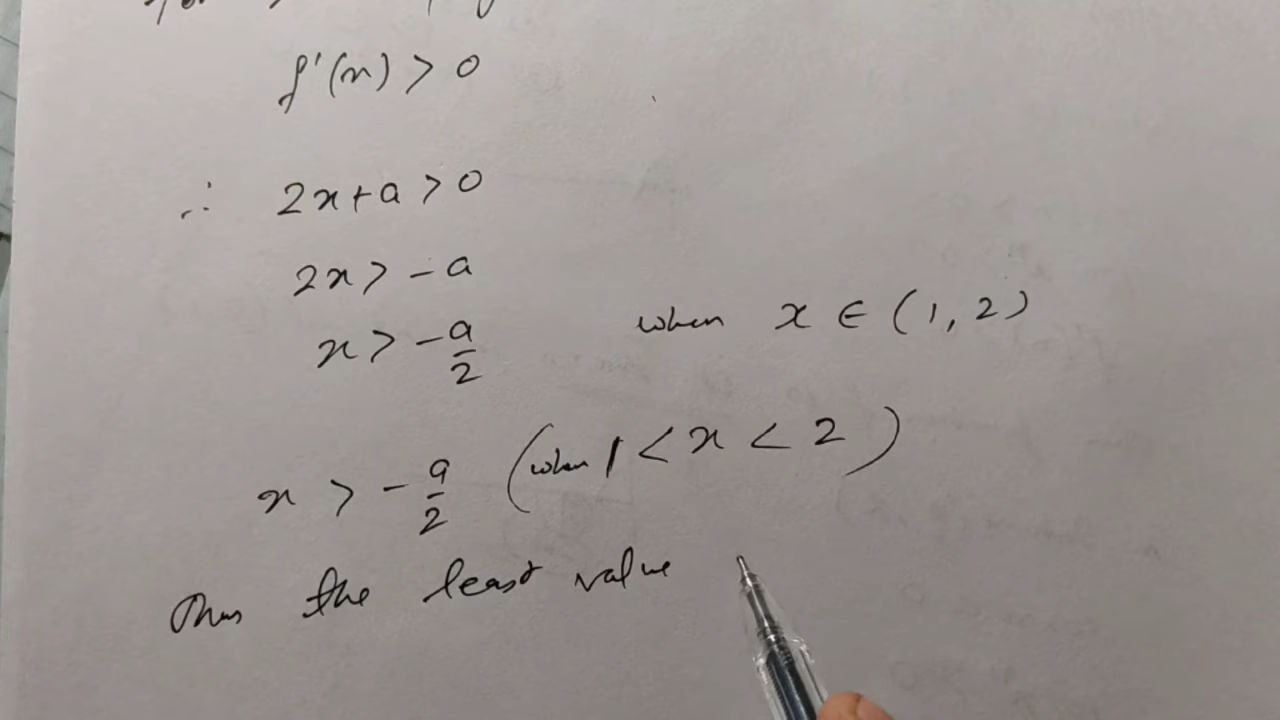 f'(x) > 0
∴ 2x+a > 0
2x > -a
x > -a/2 when x ∈ (1, 2)
x > -a/2 (when 1 < x < 2)
Thus the least value